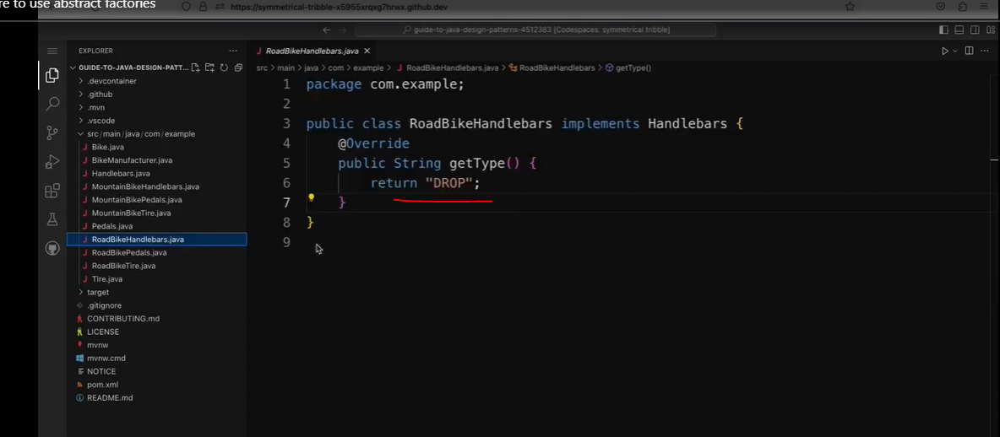 re to use abstract factories
https://symmetrical-tribble-x5955xrqxg7hrwx.github.dev
guide-to-java-design-patterns-4512363 [Codespaces: symmetrical tribble]
EXPLORER
GUIDE-TO-JAVA-DESIGN-PATT...
.devcontainer
.github
.mvn
.vscode
src/main/java/com/example
Bike.java
BikeManufacturer.java
Handlebars.java
MountainBikeHandlebars.java
MountainBikePedals.java
MountainBikeTire.java
Pedals.java
RoadBikeHandlebars.java
RoadBikePedals.java
RoadBikeTire.java
Tire.java
target
.gitignore
CONTRIBUTING.md
LICENSE
mvnw
mvnw.cmd
NOTICE
pom.xml
README.md
RoadBikeHandlebars.java
src > main > java > com > example > RoadBikeHandlebars.java > RoadBikeHandlebars > getType()
1 package com.example;
2
3 public class RoadBikeHandlebars implements Handlebars {
4 @Override
5 public String getType() {
6 return "DROP";
7 }
8 }
9